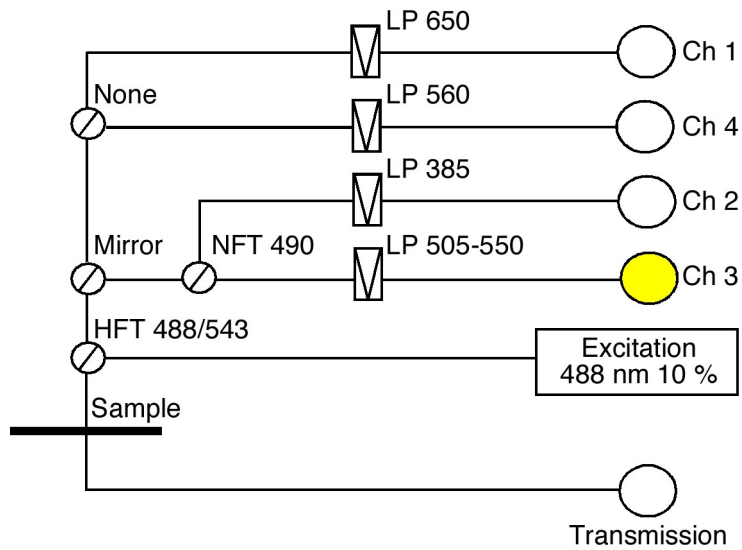 LP 650
Ch 1
None
LP 560
Ch 4
LP 385
Ch 2
Mirror
NFT 490
LP 505-550
Ch 3
HFT 488/543
Excitation
488 nm 10 %
Sample
Transmission